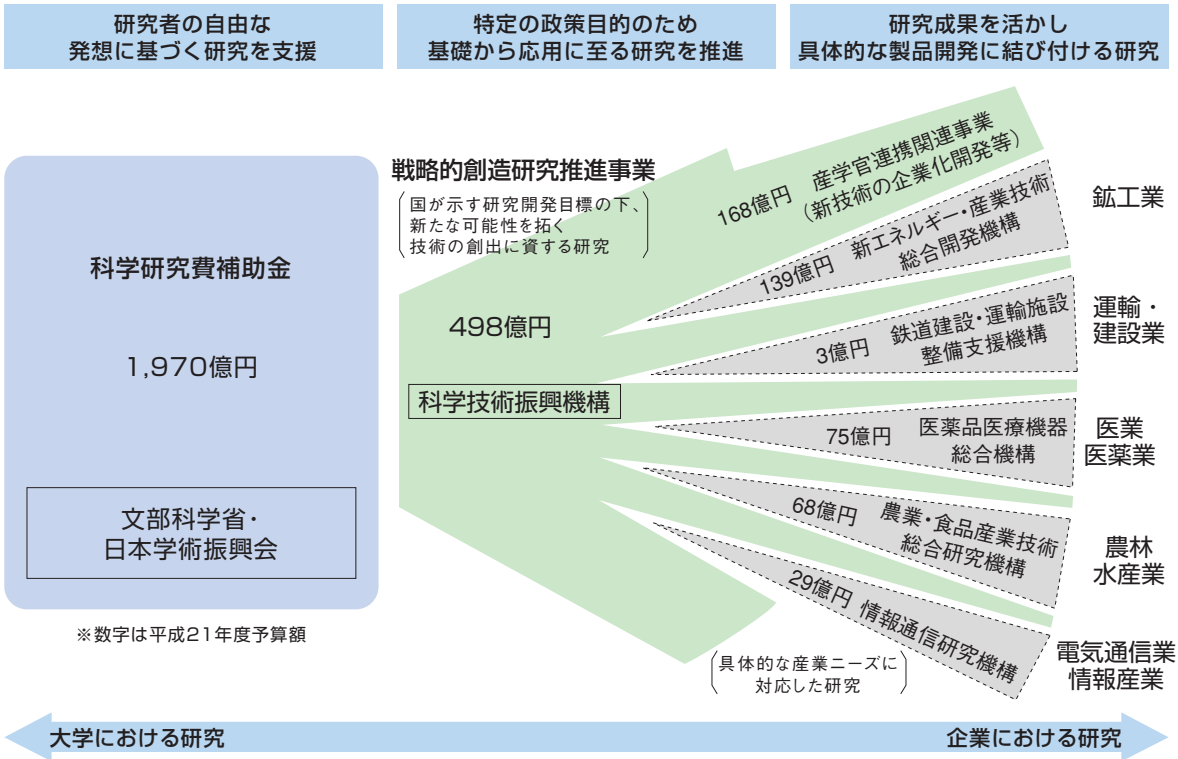 研究者の自由な
発想に基づく研究を支援
特定の政策目的のため
基礎から応用に至る研究を推進
研究成果を活かし
具体的な製品開発に結び付ける研究
科学研究費補助金
1,970億円
文部科学省・
日本学術振興会
※数字は平成21年度予算額
戦略的創造研究推進事業
国が示す研究開発目標の下、
新たな可能性を拓く
技術の創出に資する研究
498億円
科学技術振興機構
168億円 産学官連携関連事業
（新技術の企業化開発等）
139億円 新エネルギー・産業技術
総合開発機構
鉱工業
3億円 鉄道建設・運輸施設
整備支援機構
運輸・
建設業
75億円 医薬品医療機器
総合機構
医業
医薬業
68億円 農業・食品産業技術
総合研究機構
農林
水産業
29億円 情報通信研究機構
電気通信業
情報産業
具体的な産業ニーズに
対応した研究
大学における研究
企業における研究